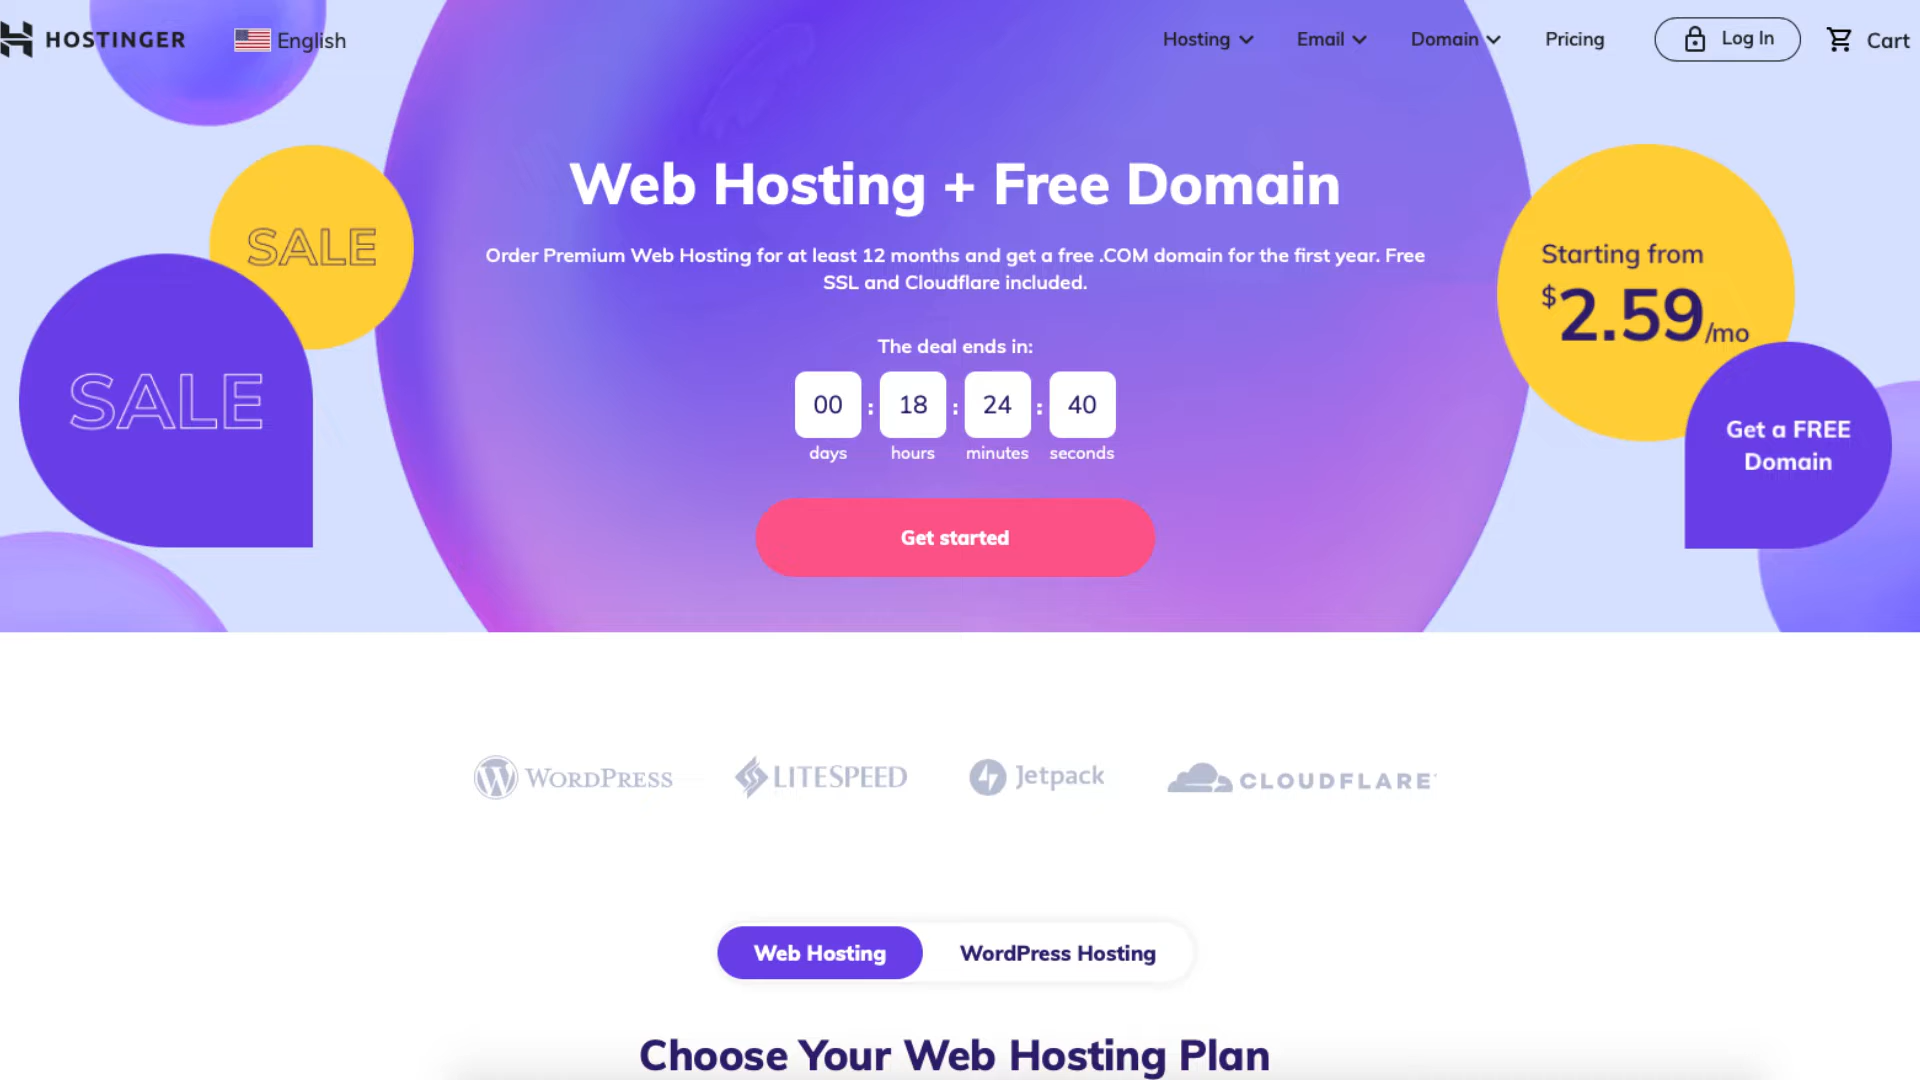 HOSTINGER
English
Hosting
Email
Domain
Pricing
Log In
Cart
Web Hosting + Free Domain
Order Premium Web Hosting for at least 12 months and get a free .COM domain for the first year. Free
SSL and Cloudflare included.
The deal ends in:
00 : 18 : 24 : 40
days hours minutes seconds
Get started
SALE
SALE
Starting from
$2.59/mo
Get a FREE
Domain
WORDPRESS
LITESPEED
Jetpack
CLOUDFLARE
Web Hosting
WordPress Hosting
Choose Your Web Hosting Plan